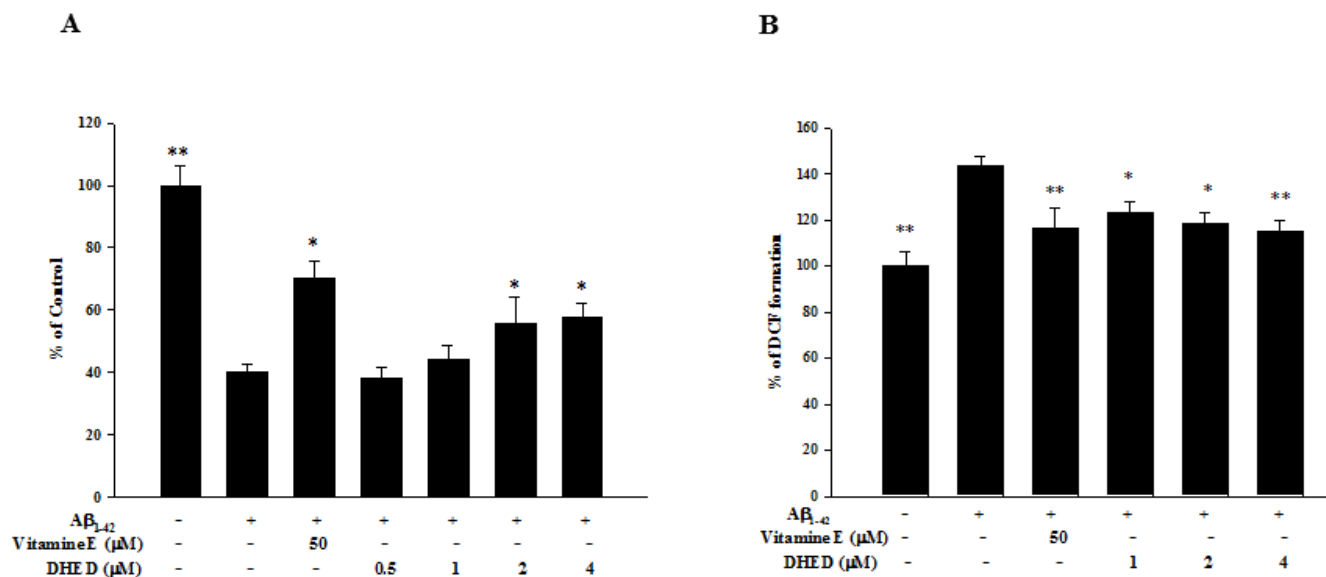 A
B
% of Control
120
100
80
60
40
20
0
** * * *
Aβ1-42 - + + + + + +
Vitamine E (µM) - - 50 - - - -
DHED (µM) - - - 0.5 1 2 4
% of DCF formation
160
140
120
100
80
60
40
20
0
** ** * * **
Aβ1-42 - + + + + +
Vitamine E (µM) - - 50 - - -
DHED (µM) - - - 1 2 4